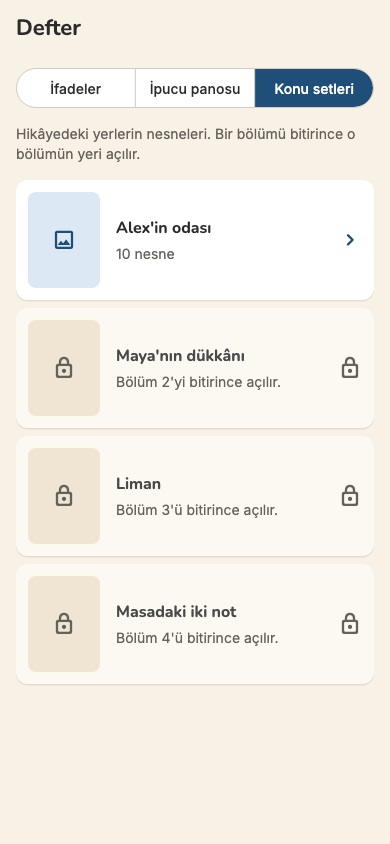 Defter
İfadeler
İpucu panosu
Konu setleri
Hikâyedeki yerlerin nesneleri. Bir bölümü bitirince o
bölümün yeri açılır.
Alex'in odası
10 nesne
Maya'nın dükkânı
Bölüm 2'yi bitirince açılır.
Liman
Bölüm 3'ü bitirince açılır.
Masadaki iki not
Bölüm 4'ü bitirince açılır.